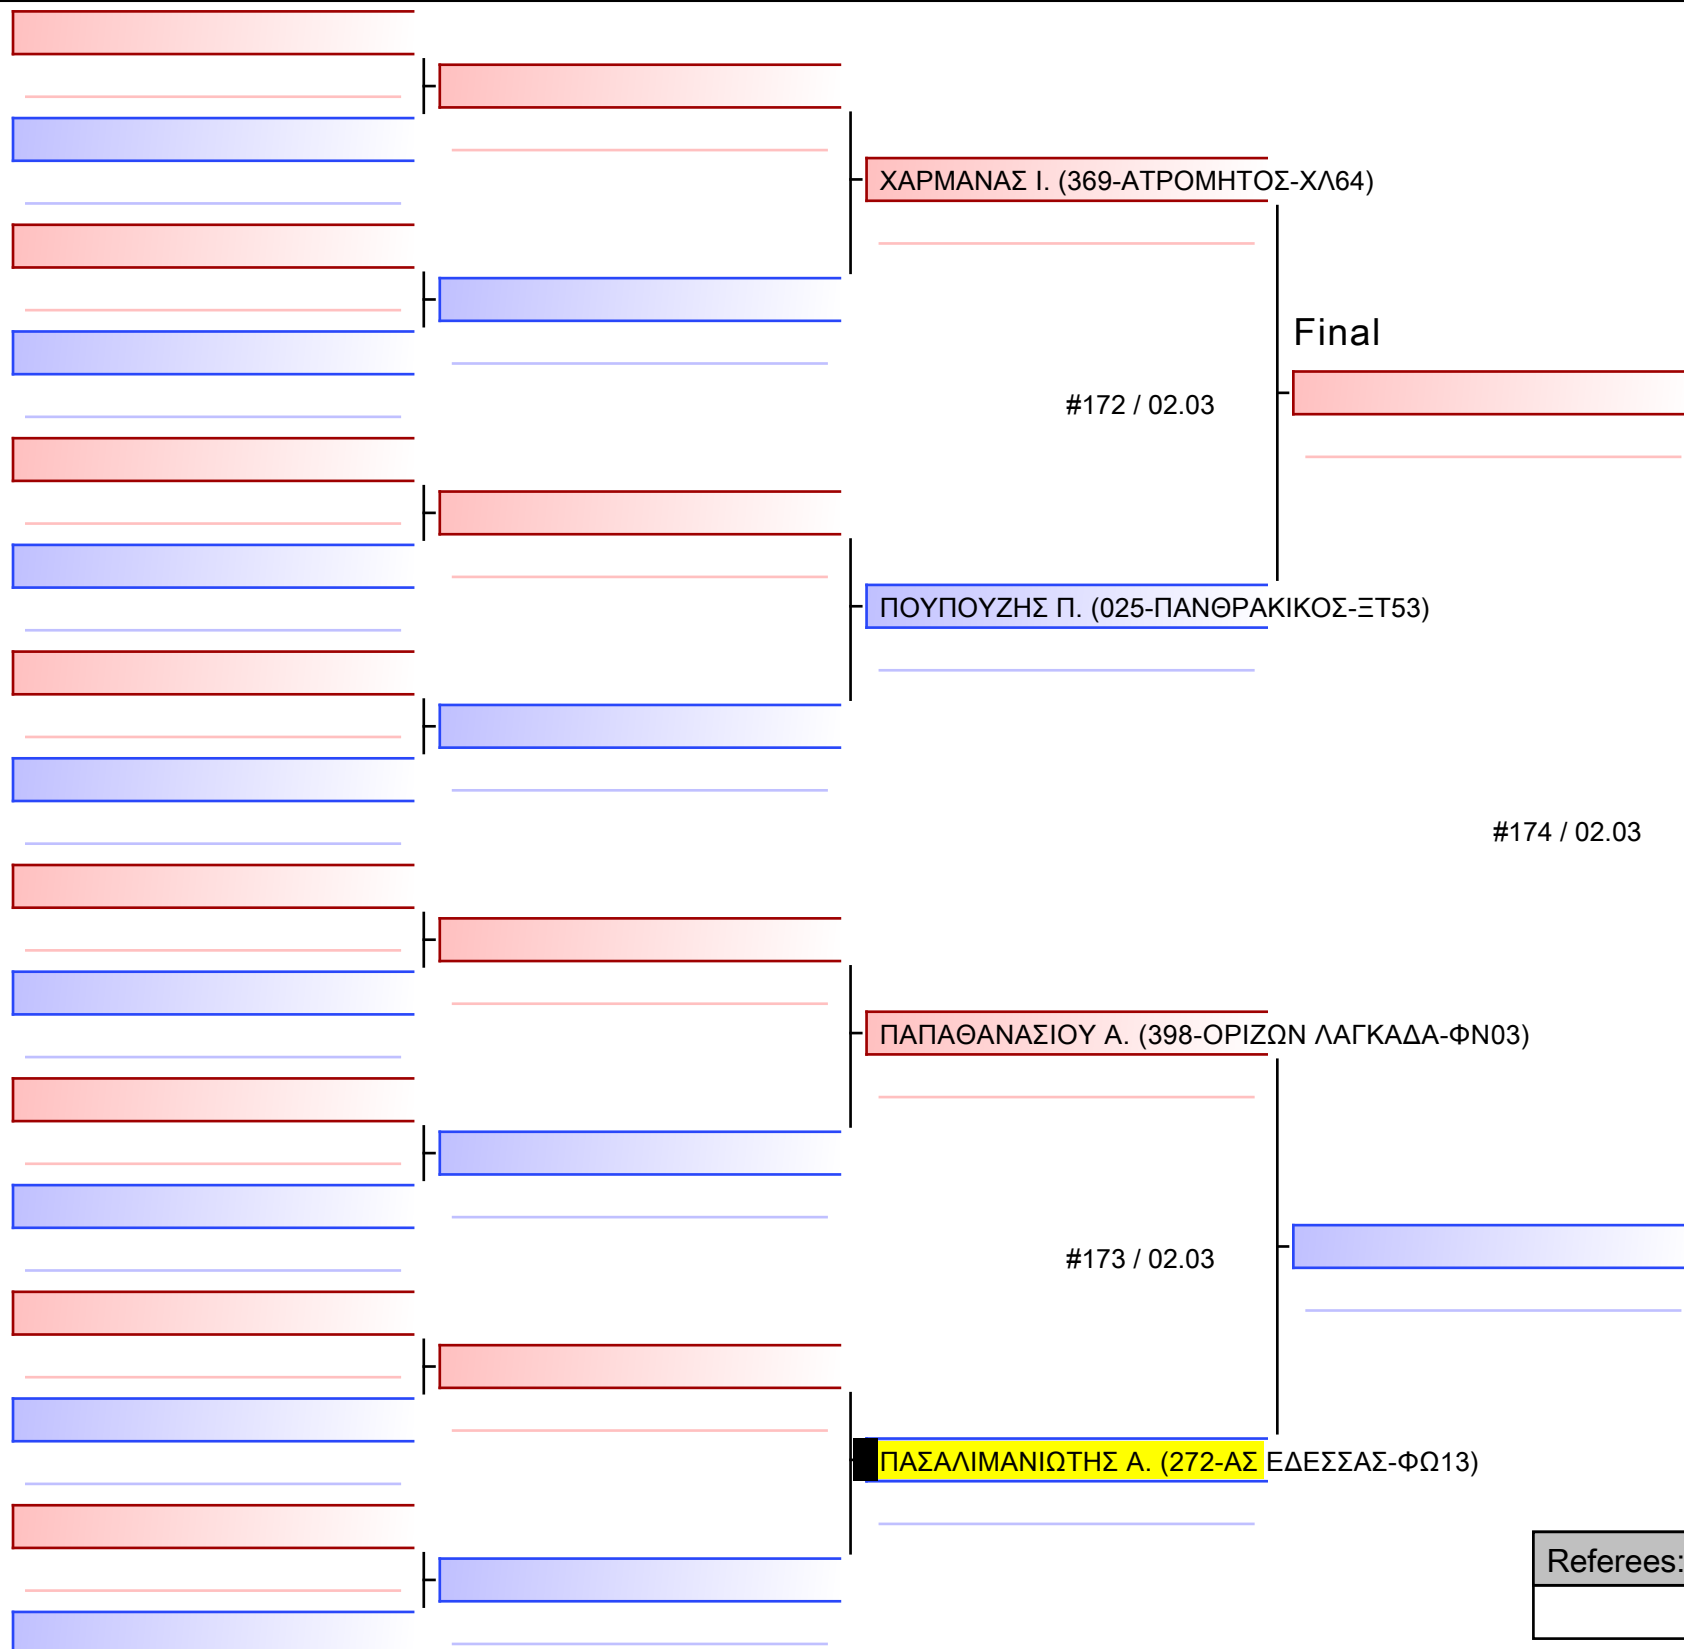 ΧΑΡΜΑΝΑΣ Ι. (369-ΑΤΡΟΜΗΤΟΣ-ΧΛ64)
Final
#172 / 02.03
ΠΟΥΠΟΥΖΗΣ Π. (025-ΠΑΝΘΡΑΚΙΚΟΣ-ΞΤ53)
#174 / 02.03
ΠΑΠΑΘΑΝΑΣΙΟΥ Α. (398-ΟΡΙΖΩΝ ΛΑΓΚΑΔΑ-ΦΝ03)
#173 / 02.03
ΠΑΣΑΛΙΜΑΝΙΩΤΗΣ Α. (272-ΑΣ ΕΔΕΣΣΑΣ-ΦΩ13)
Referees: